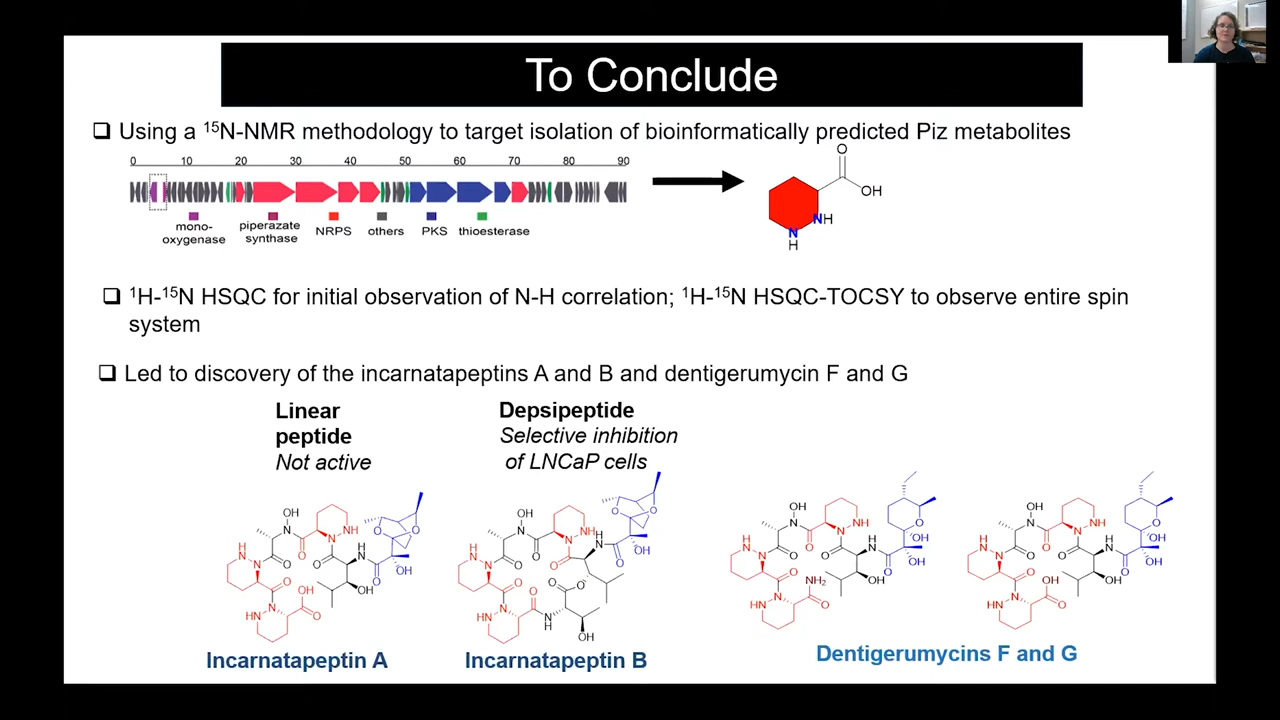 To Conclude
❑ Using a ¹⁵N-NMR methodology to target isolation of bioinformatically predicted Piz metabolites
0 10 20 30 40 50 60 70 80 90
mono-
oxygenase
piperazate
synthase
NRPS
others
PKS
thioesterase
O
OH
NH
N
H
❑ ¹H-¹⁵N HSQC for initial observation of N-H correlation; ¹H-¹⁵N HSQC-TOCSY to observe entire spin
system
❑ Led to discovery of the incarnatapeptins A and B and dentigerumycin F and G
Linear
peptide
Not active
Depsipeptide
Selective inhibition
of LNCaP cells
Incarnatapeptin A
Incarnatapeptin B
Dentigerumycins F and G